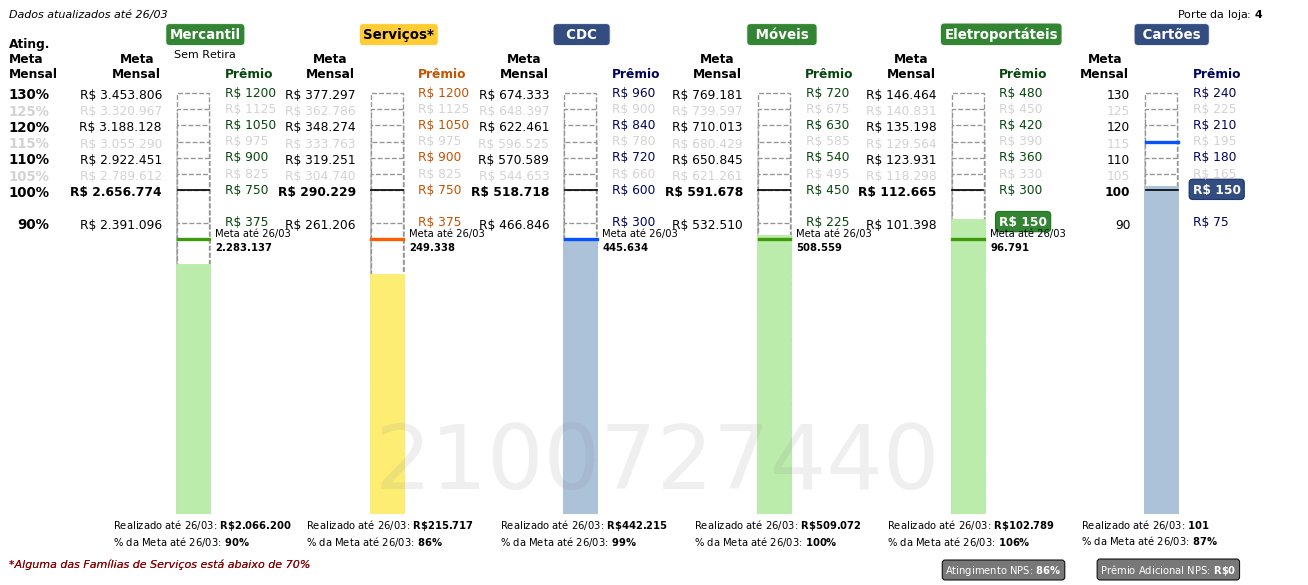 Dados atualizados até 26/03 Porte da loja: 4
Mercantil Serviços* CDC Móveis Eletroportáteis Cartões
Sem Retira
Ating. Meta Mensal Meta Mensal Prêmio Meta Mensal Prêmio Meta Mensal Prêmio Meta Mensal Prêmio Meta Mensal Prêmio Meta Mensal Prêmio
130% R$ 3.453.806 R$ 1200 R$ 377.297 R$ 1200 R$ 674.333 R$ 960 R$ 769.181 R$ 720 R$ 146.464 R$ 480 130 R$ 240
125% R$ 3.320.967 R$ 1125 R$ 362.786 R$ 1125 R$ 648.397 R$ 900 R$ 739.597 R$ 675 R$ 140.831 R$ 450 125 R$ 225
120% R$ 3.188.128 R$ 1050 R$ 348.274 R$ 1050 R$ 622.461 R$ 840 R$ 710.013 R$ 630 R$ 135.198 R$ 420 120 R$ 210
115% R$ 3.055.290 R$ 975 R$ 333.763 R$ 975 R$ 596.525 R$ 780 R$ 680.429 R$ 585 R$ 129.564 R$ 390 115 R$ 195
110% R$ 2.922.451 R$ 900 R$ 319.251 R$ 900 R$ 570.589 R$ 720 R$ 650.845 R$ 540 R$ 123.931 R$ 360 110 R$ 180
105% R$ 2.789.612 R$ 825 R$ 304.740 R$ 825 R$ 544.653 R$ 660 R$ 621.261 R$ 495 R$ 118.298 R$ 330 105 R$ 165
100% R$ 2.656.774 R$ 750 R$ 290.229 R$ 750 R$ 518.718 R$ 600 R$ 591.678 R$ 450 R$ 112.665 R$ 300 100 R$ 150
90% R$ 2.391.096 R$ 375 R$ 261.206 R$ 375 R$ 466.846 R$ 300 R$ 532.510 R$ 225 R$ 101.398 R$ 150 90 R$ 75
Meta até 26/03 Meta até 26/03 Meta até 26/03 Meta até 26/03 Meta até 26/03
2.283.137 249.338 445.634 508.559 96.791
2100727440
Realizado até 26/03: R$2.066.200 Realizado até 26/03: R$215.717 Realizado até 26/03: R$442.215 Realizado até 26/03: R$509.072 Realizado até 26/03: R$102.789 Realizado até 26/03: 101
% da Meta até 26/03: 90% % da Meta até 26/03: 86% % da Meta até 26/03: 99% % da Meta até 26/03: 100% % da Meta até 26/03: 106% % da Meta até 26/03: 87%
*Alguma das Famílias de Serviços está abaixo de 70% Atingimento NPS: 86% Prêmio Adicional NPS: R$0